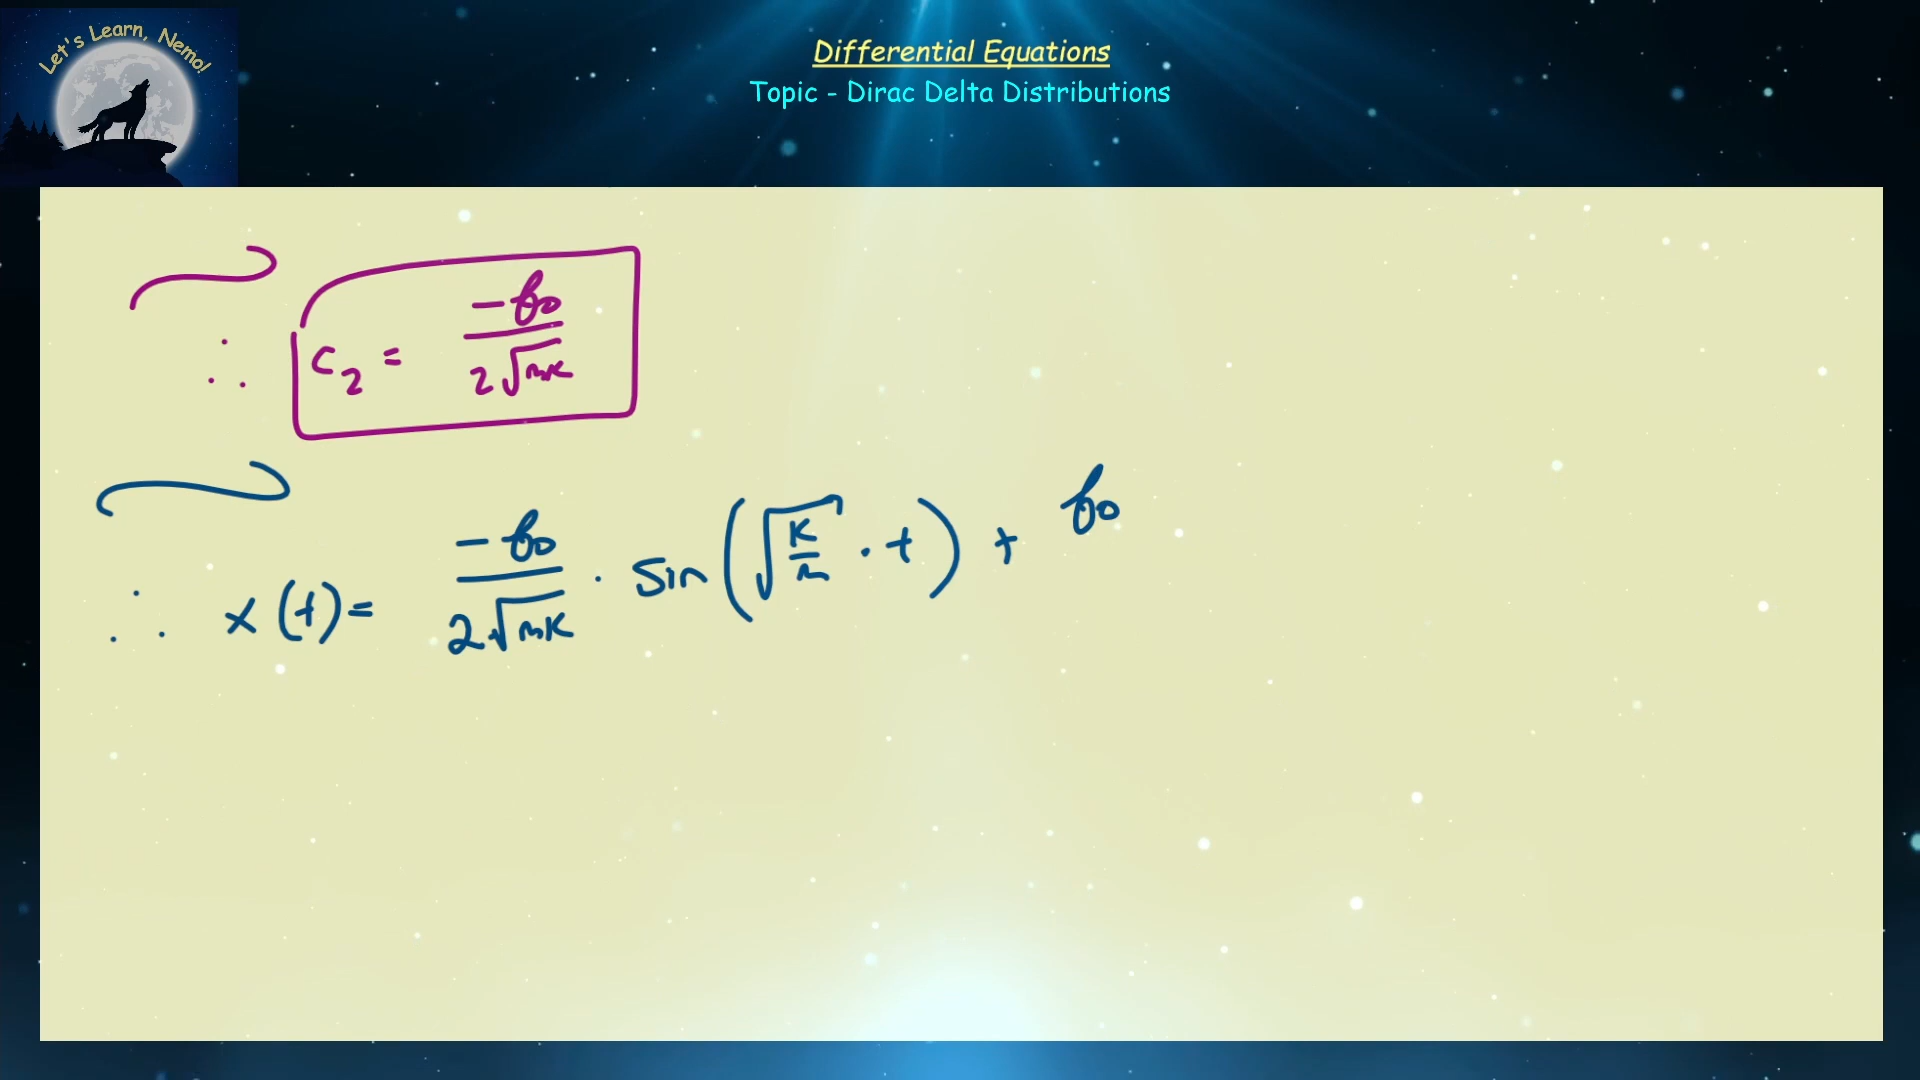 Let's Learn, Nemo!
Differential Equations
Topic - Dirac Delta Distributions
∴ c₂ = -f₀ / 2√mk
∴ x(t) = -f₀ / 2√mk · sin(√(k/m) · t) + f₀